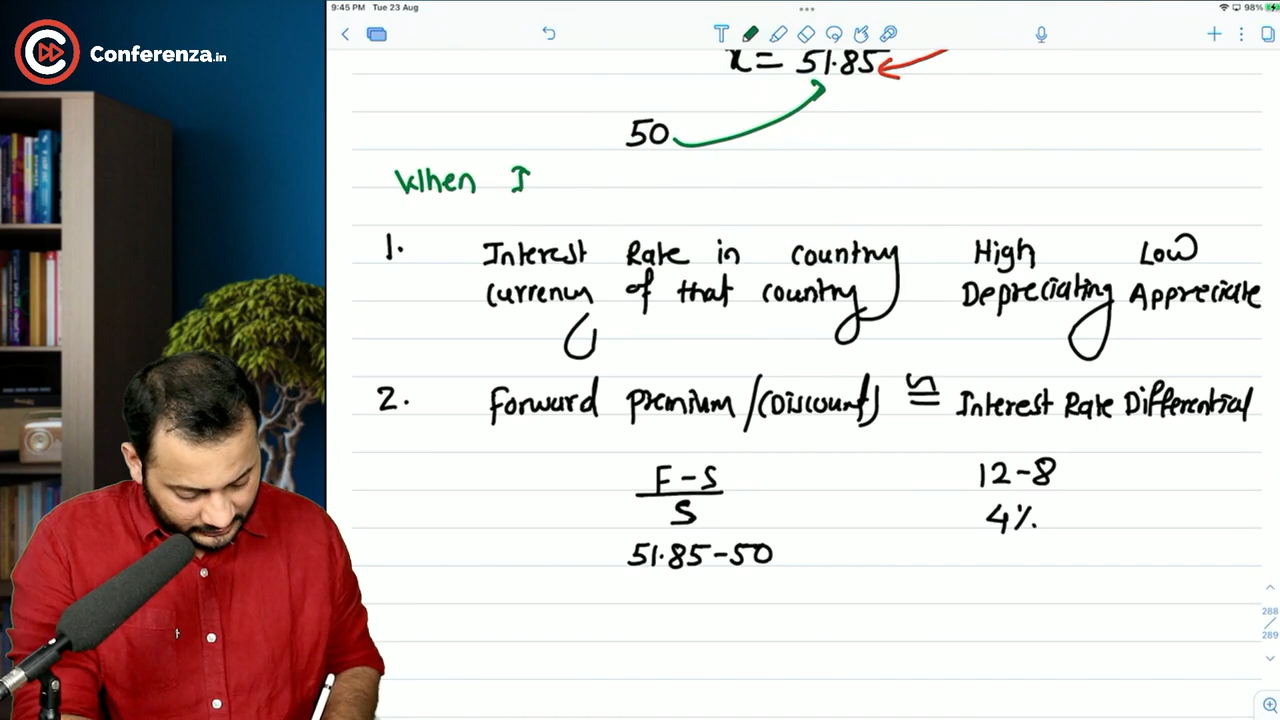 Conferenza.in
9:45 PM Tue 23 Aug
98%
x = 51.85
50
When I
1. Interest Rate in country High Low
currency of that country Depreciating Appreciate
2. Forward premium/(Discount) ≅ Interest Rate Differential
F-S 12-8
S 4%
51.85-50
288
289